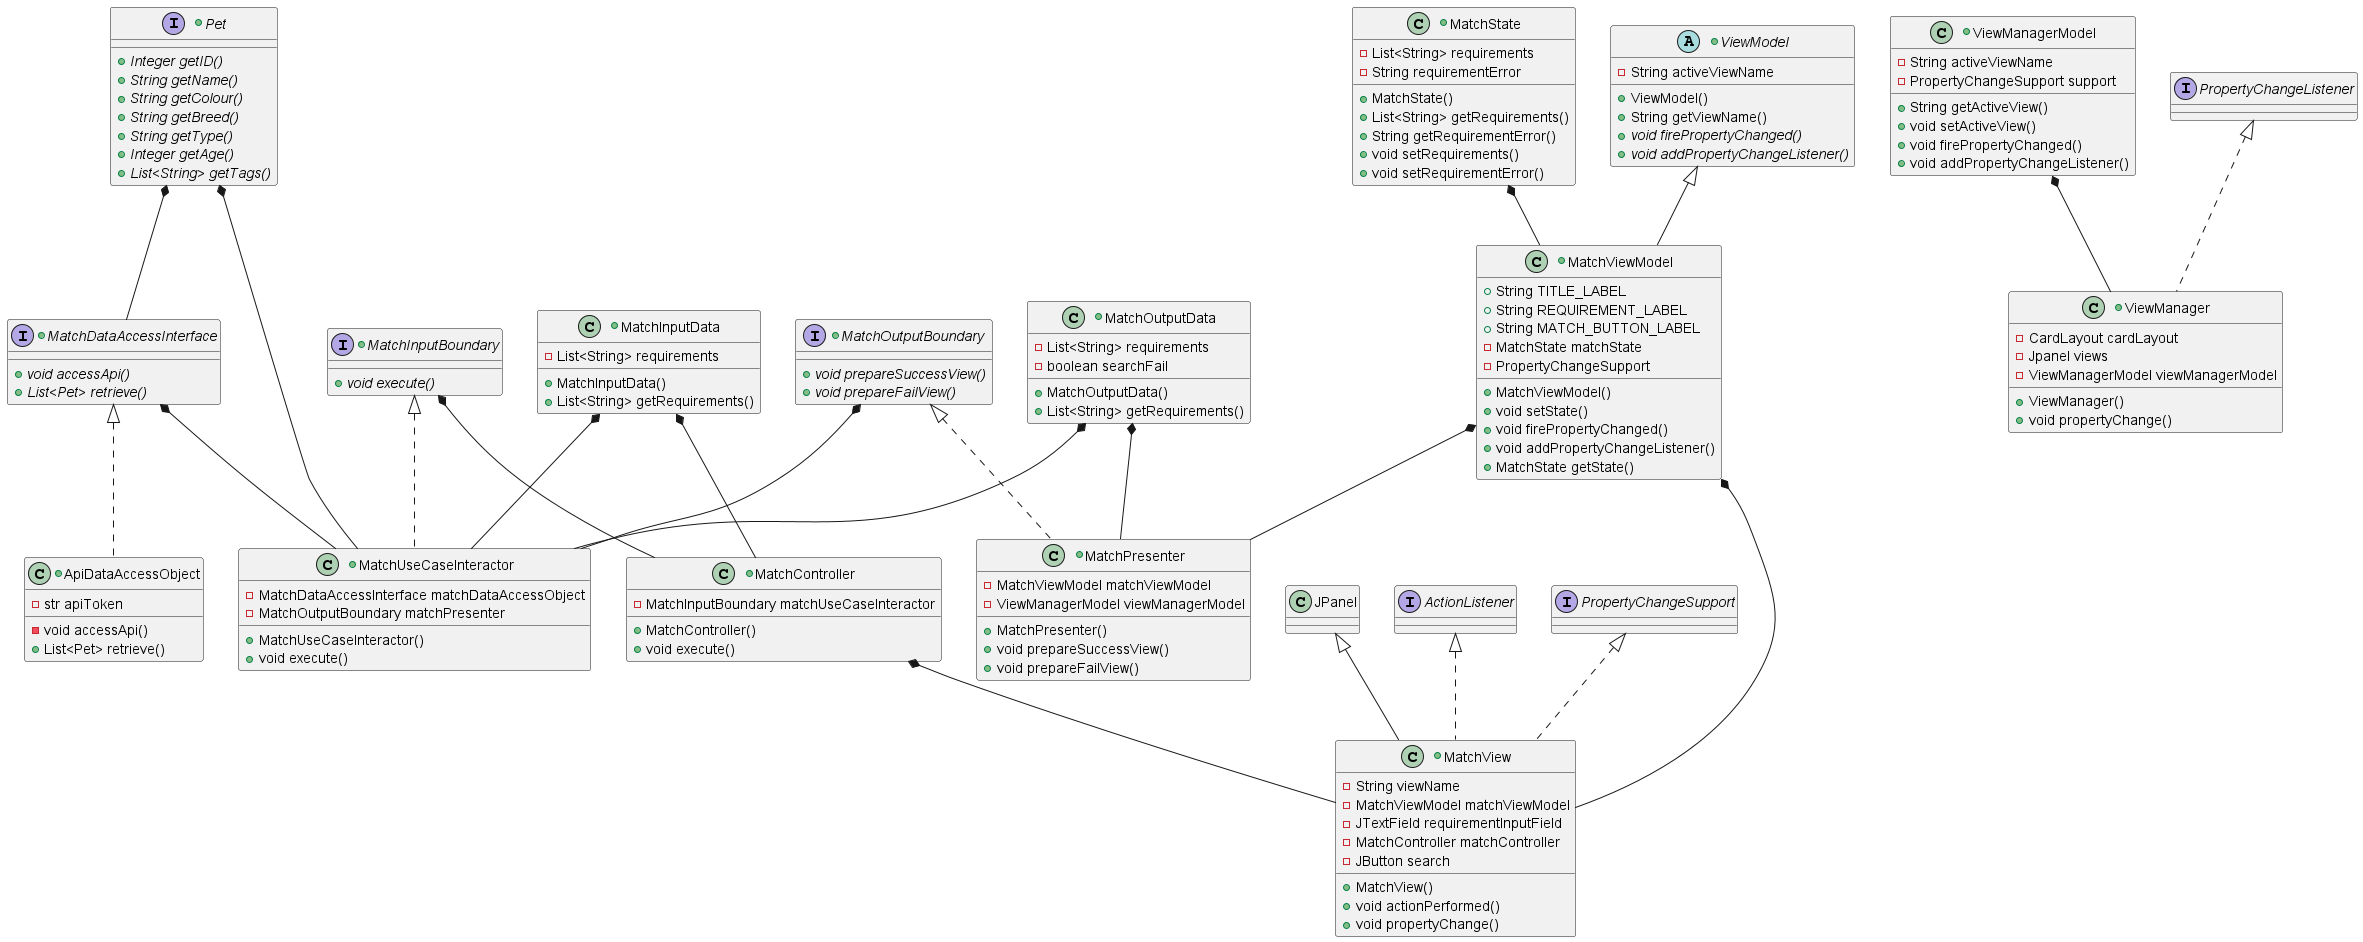 I Pet
Integer getID()
String getName()
String getColour()
String getBreed()
String getType()
Integer getAge()
List<String> getTags()
C MatchState
List<String> requirements
String requirementError
MatchState()
List<String> getRequirements()
String getRequirementError()
void setRequirements()
void setRequirementError()
A ViewModel
String activeViewName
ViewModel()
String getViewName()
void firePropertyChanged()
void addPropertyChangeListener()
C ViewManagerModel
String activeViewName
PropertyChangeSupport support
String getActiveView()
void setActiveView()
void firePropertyChanged()
void addPropertyChangeListener()
I PropertyChangeListener
I MatchDataAccessInterface
void accessApi()
List<Pet> retrieve()
I MatchInputBoundary
void execute()
C MatchInputData
List<String> requirements
MatchInputData()
List<String> getRequirements()
I MatchOutputBoundary
void prepareSuccessView()
void prepareFailView()
C MatchOutputData
List<String> requirements
boolean searchFail
MatchOutputData()
List<String> getRequirements()
C MatchViewModel
String TITLE_LABEL
String REQUIREMENT_LABEL
String MATCH_BUTTON_LABEL
MatchState matchState
PropertyChangeSupport
MatchViewModel()
void setState()
void firePropertyChanged()
void addPropertyChangeListener()
MatchState getState()
C ViewManager
CardLayout cardLayout
Jpanel views
ViewManagerModel viewManagerModel
ViewManager()
void propertyChange()
C ApiDataAccessObject
str apiToken
void accessApi()
List<Pet> retrieve()
C MatchUseCaseInteractor
MatchDataAccessInterface matchDataAccessObject
MatchOutputBoundary matchPresenter
MatchUseCaseInteractor()
void execute()
C MatchController
MatchInputBoundary matchUseCaseInteractor
MatchController()
void execute()
C MatchPresenter
MatchViewModel matchViewModel
ViewManagerModel viewManagerModel
MatchPresenter()
void prepareSuccessView()
void prepareFailView()
C JPanel
I ActionListener
I PropertyChangeSupport
C MatchView
String viewName
MatchViewModel matchViewModel
JTextField requirementInputField
MatchController matchController
JButton search
MatchView()
void actionPerformed()
void propertyChange()